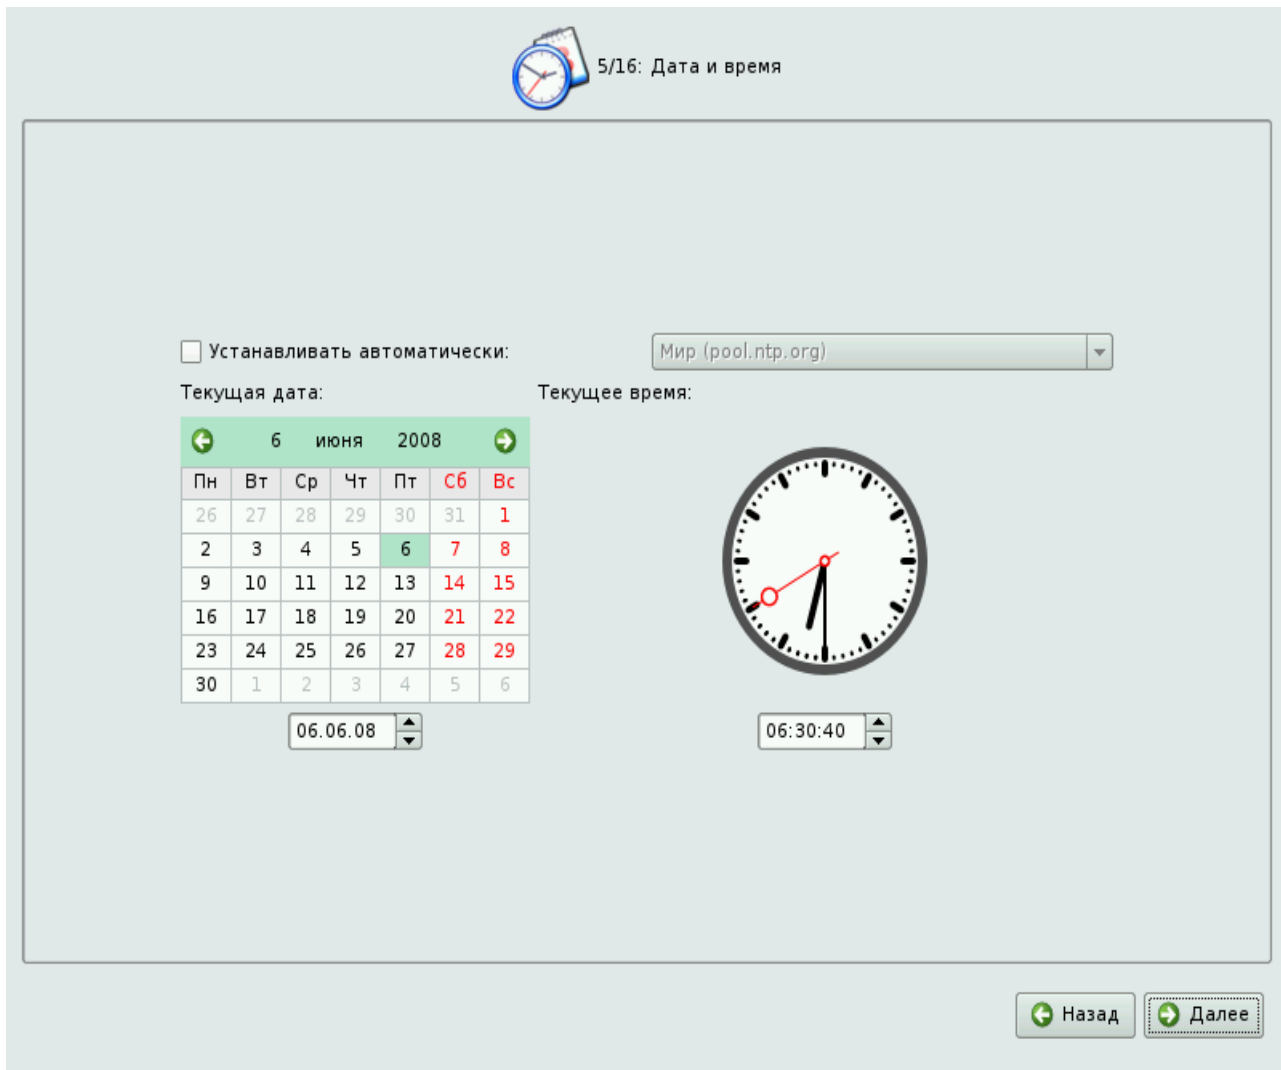 5/16: Дата и время
Устанавливать автоматически: Мир (pool.ntp.org)
Текущая дата: Текущее время:
6 июня 2008
Пн Вт Ср Чт Пт Сб Вс
26 27 28 29 30 31 1
2 3 4 5 6 7 8
9 10 11 12 13 14 15
16 17 18 19 20 21 22
23 24 25 26 27 28 29
30 1 2 3 4 5 6
06.06.08 06:30:40
Назад Далее